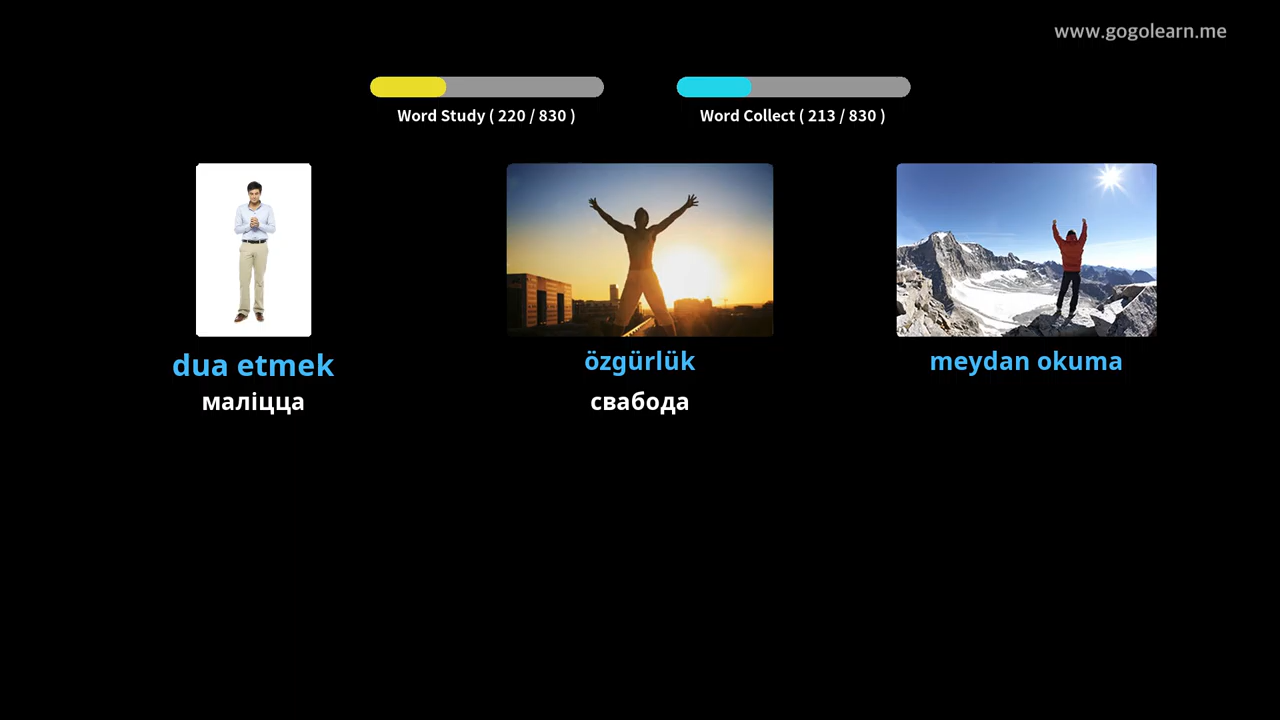 www.gogolearn.me
Word Study ( 220 / 830 )
Word Collect ( 213 / 830 )
dua etmek
özgürlük
meydan okuma
маліцца
свабода